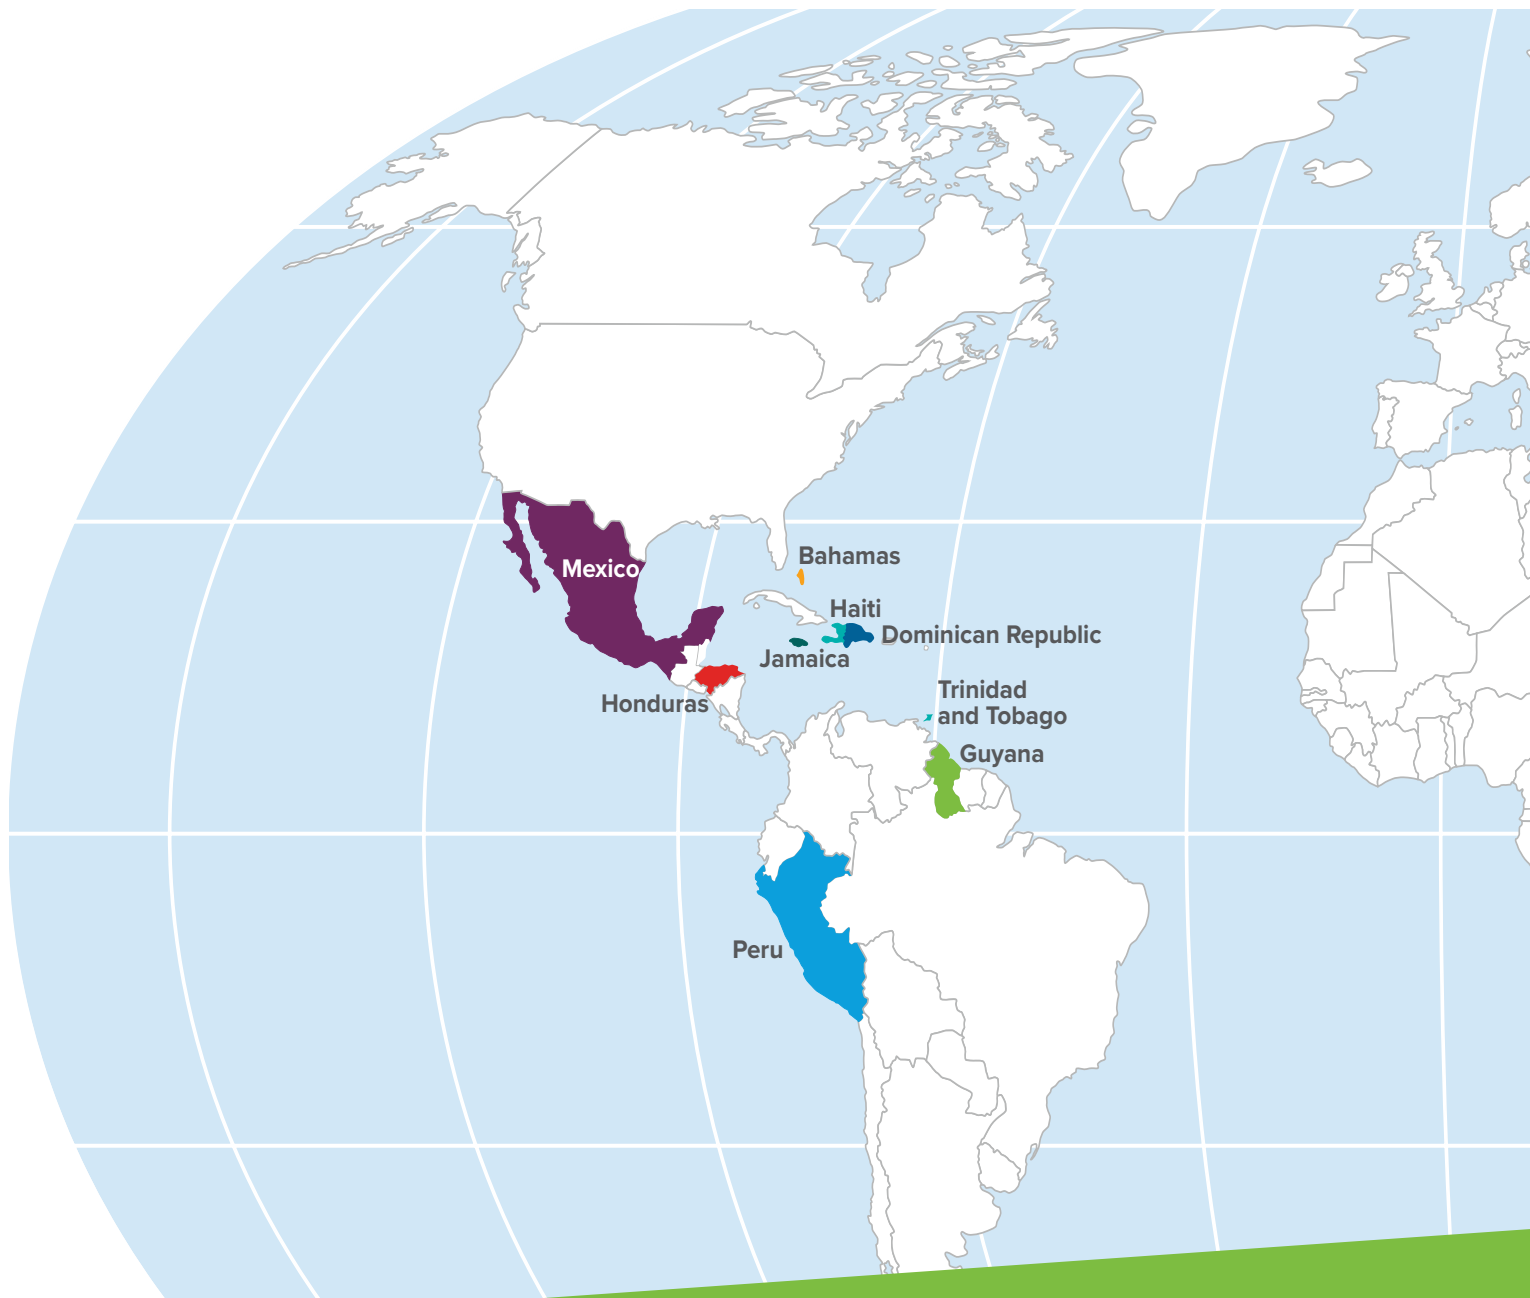 Bahamas
Mexico
Haiti
Dominican Republic
Jamaica
Trinidad
and Tobago
Honduras
Guyana
Peru